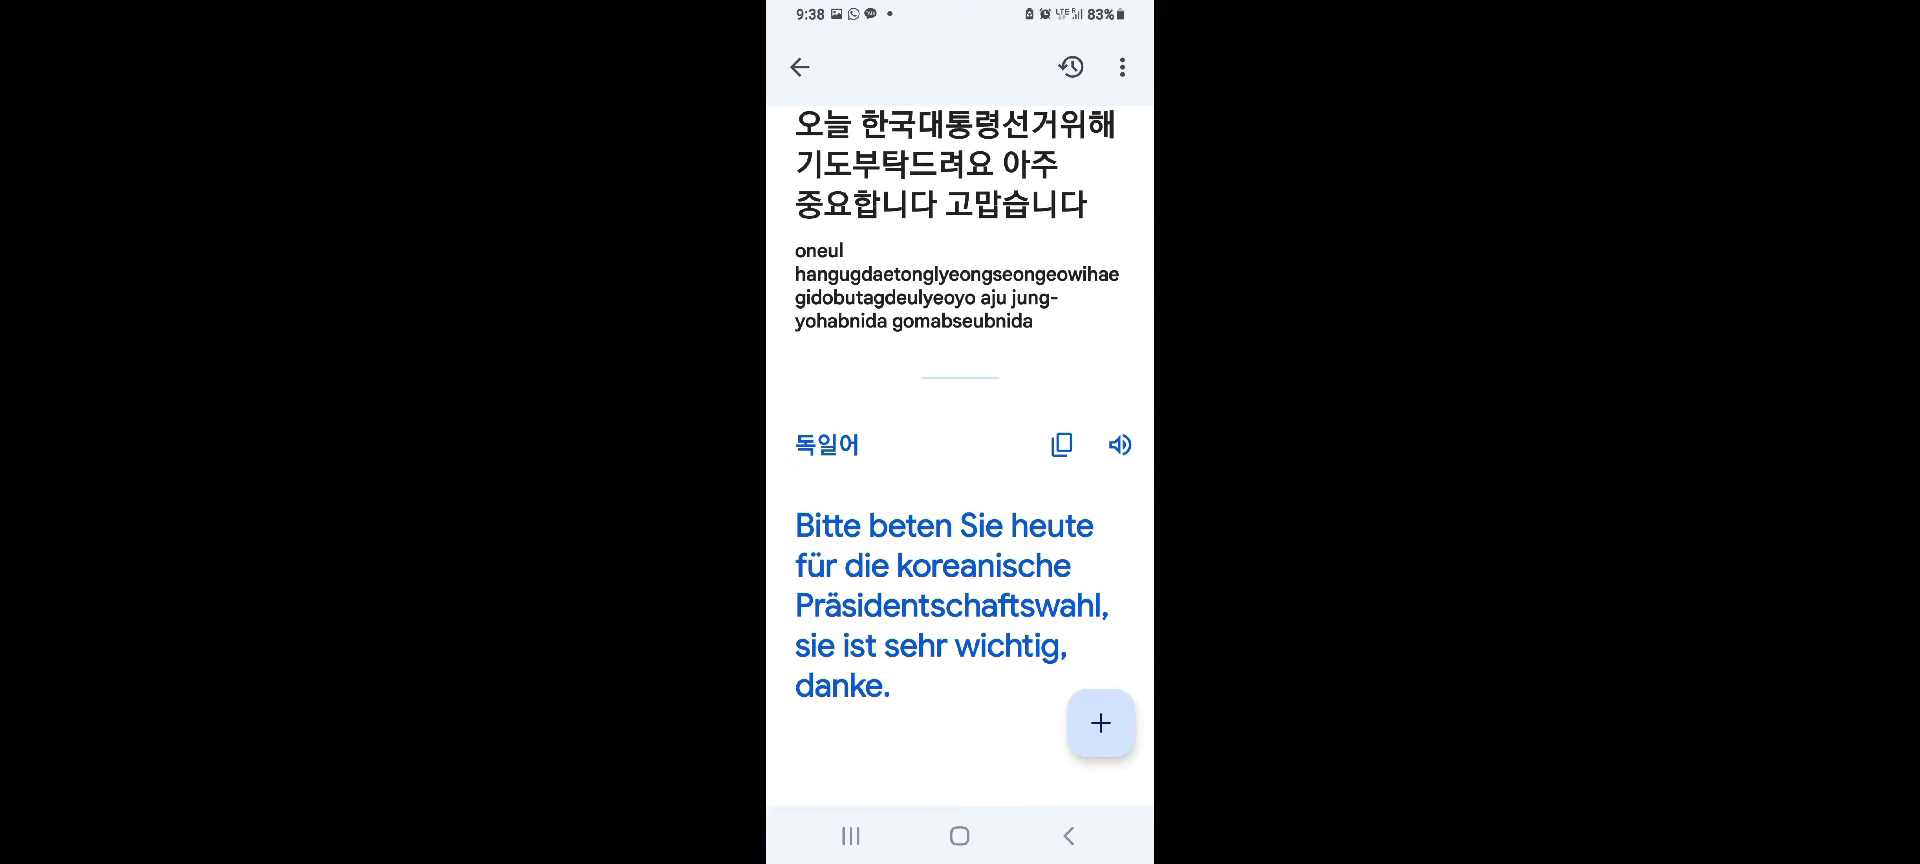 9:38 LTE R 83%
오늘 한국대통령선거위해
기도부탁드려요 아주
중요합니다 고맙습니다
oneul
hangugdaetonglyeongseongeowihae
gidobutagdeulyeoyo aju jung-
yohabnida gomabseubnida
독일어
Bitte beten Sie heute
für die koreanische
Präsidentschaftswahl,
sie ist sehr wichtig,
danke.